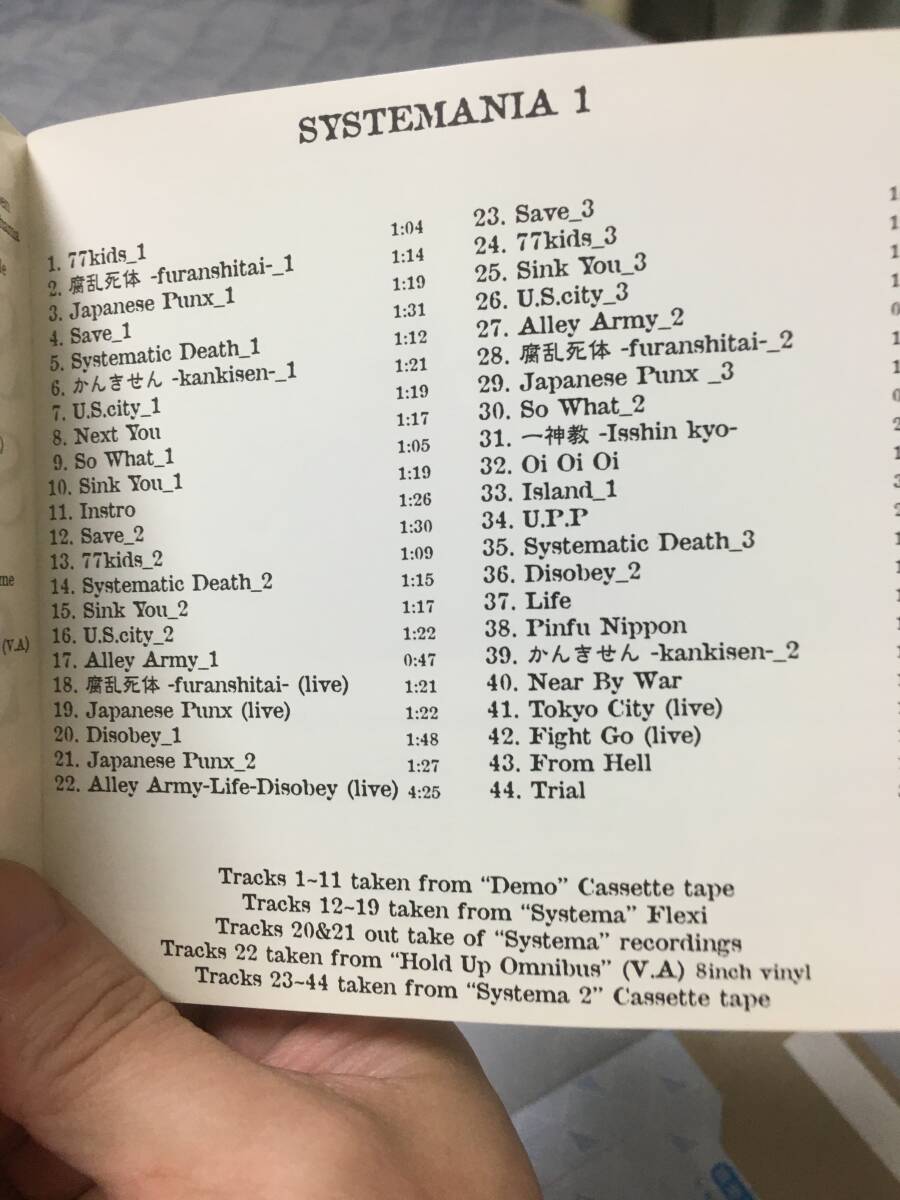 SYSTEMANIA 1
1. 77kids_1 1:04
2. 腐乱死体 -furanshitai-_1 1:14
3. Japanese Punx_1 1:19
4. Save_1 1:31
5. Systematic Death_1 1:12
6. かんきせん -kankisen-_1 1:21
7. U.S.city_1 1:19
8. Next You 1:17
9. So What_1 1:05
10. Sink You_1 1:19
11. Instro 1:26
12. Save_2 1:30
13. 77kids_2 1:09
14. Systematic Death_2 1:15
15. Sink You_2 1:17
16. U.S.city_2 1:22
17. Alley Army_1 0:47
18. 腐乱死体 -furanshitai- (live) 1:21
19. Japanese Punx (live) 1:22
20. Disobey_1 1:48
21. Japanese Punx_2 1:27
22. Alley Army-Life-Disobey (live) 4:25
23. Save_3
24. 77kids_3
25. Sink You_3
26. U.S.city_3
27. Alley Army_2
28. 腐乱死体 -furanshitai-_2
29. Japanese Punx _3
30. So What_2
31. 一神教 -Isshin kyo-
32. Oi Oi Oi
33. Island_1
34. U.P.P
35. Systematic Death_3
36. Disobey_2
37. Life
38. Pinfu Nippon
39. かんきせん -kankisen-_2
40. Near By War
41. Tokyo City (live)
42. Fight Go (live)
43. From Hell
44. Trial
Tracks 1~11 taken from "Demo" Cassette tape
Tracks 12~19 taken from "Systema" Flexi
Tracks 20&21 out take of "Systema" recordings
Tracks 22 taken from "Hold Up Omnibus" (V.A) 8inch vinyl
Tracks 23~44 taken from "Systema 2" Cassette tape
(V.A)